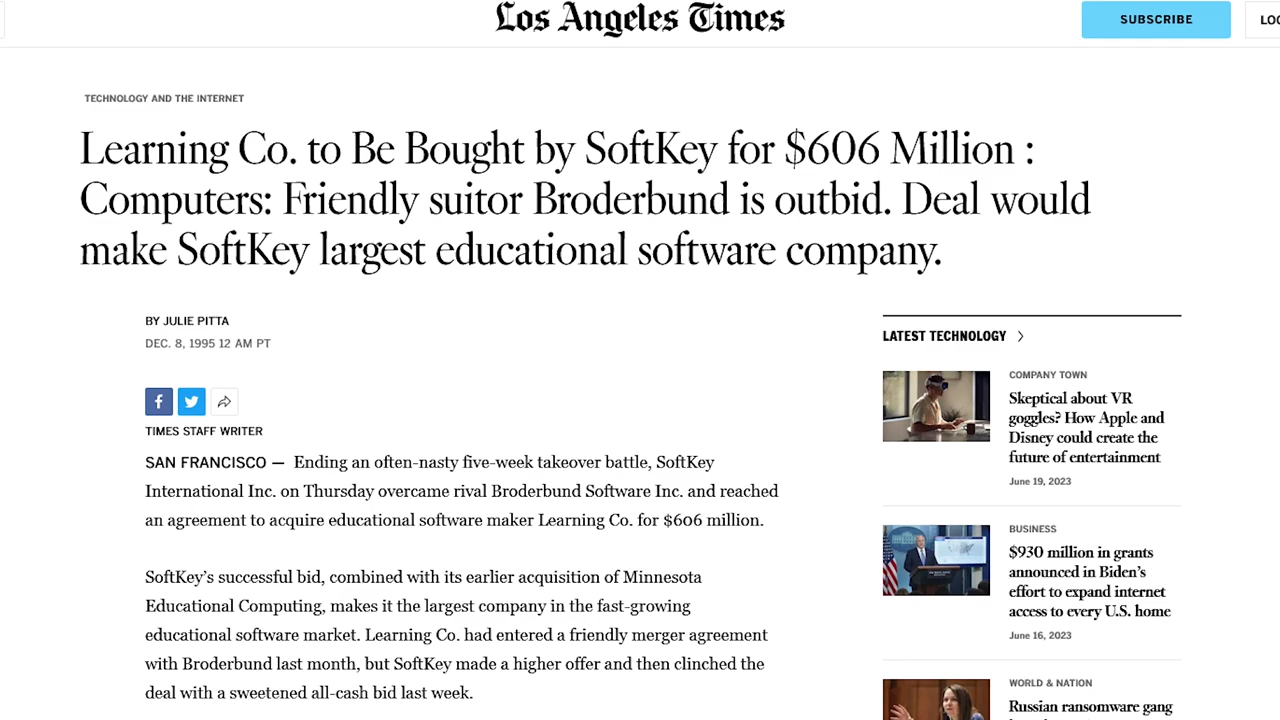 Los Angeles Times
SUBSCRIBE
TECHNOLOGY AND THE INTERNET
Learning Co. to Be Bought by SoftKey for $606 Million :
Computers: Friendly suitor Broderbund is outbid. Deal would
make SoftKey largest educational software company.
BY JULIE PITTA
DEC. 8, 1995 12 AM PT
TIMES STAFF WRITER
SAN FRANCISCO — Ending an often-nasty five-week takeover battle, SoftKey
International Inc. on Thursday overcame rival Broderbund Software Inc. and reached
an agreement to acquire educational software maker Learning Co. for $606 million.
SoftKey’s successful bid, combined with its earlier acquisition of Minnesota
Educational Computing, makes it the largest company in the fast-growing
educational software market. Learning Co. had entered a friendly merger agreement
with Broderbund last month, but SoftKey made a higher offer and then clinched the
deal with a sweetened all-cash bid last week.
LATEST TECHNOLOGY
COMPANY TOWN
Skeptical about VR
goggles? How Apple and
Disney could create the
future of entertainment
June 19, 2023
BUSINESS
$930 million in grants
announced in Biden’s
effort to expand internet
access to every U.S. home
June 16, 2023
WORLD & NATION
Russian ransomware gang